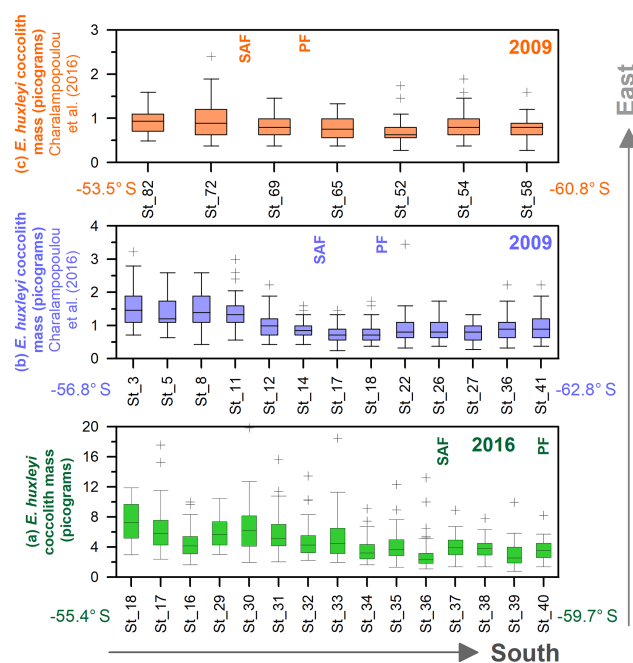 (c) E. huxleyi coccolith
mass (picograms)
Charalampopoulou
et al. (2016)
3
2
1
0
SAF
PF
2009
-53.5° S
St_82
St_72
St_69
St_65
St_52
St_54
St_58
-60.8° S
East
(b) E. huxleyi coccolith
mass (picograms)
Charalampopoulou
et al. (2016)
4
3
2
1
0
SAF
PF
2009
-56.8° S
St_3
St_5
St_8
St_11
St_12
St_14
St_17
St_18
St_22
St_26
St_27
St_36
St_41
-62.8° S
(a) E. huxleyi
coccolith mass
(picograms)
20
16
12
8
4
0
SAF
2016
PF
-55.4° S
St_18
St_17
St_16
St_29
St_30
St_31
St_32
St_33
St_34
St_35
St_36
St_37
St_38
St_39
St_40
-59.7° S
South